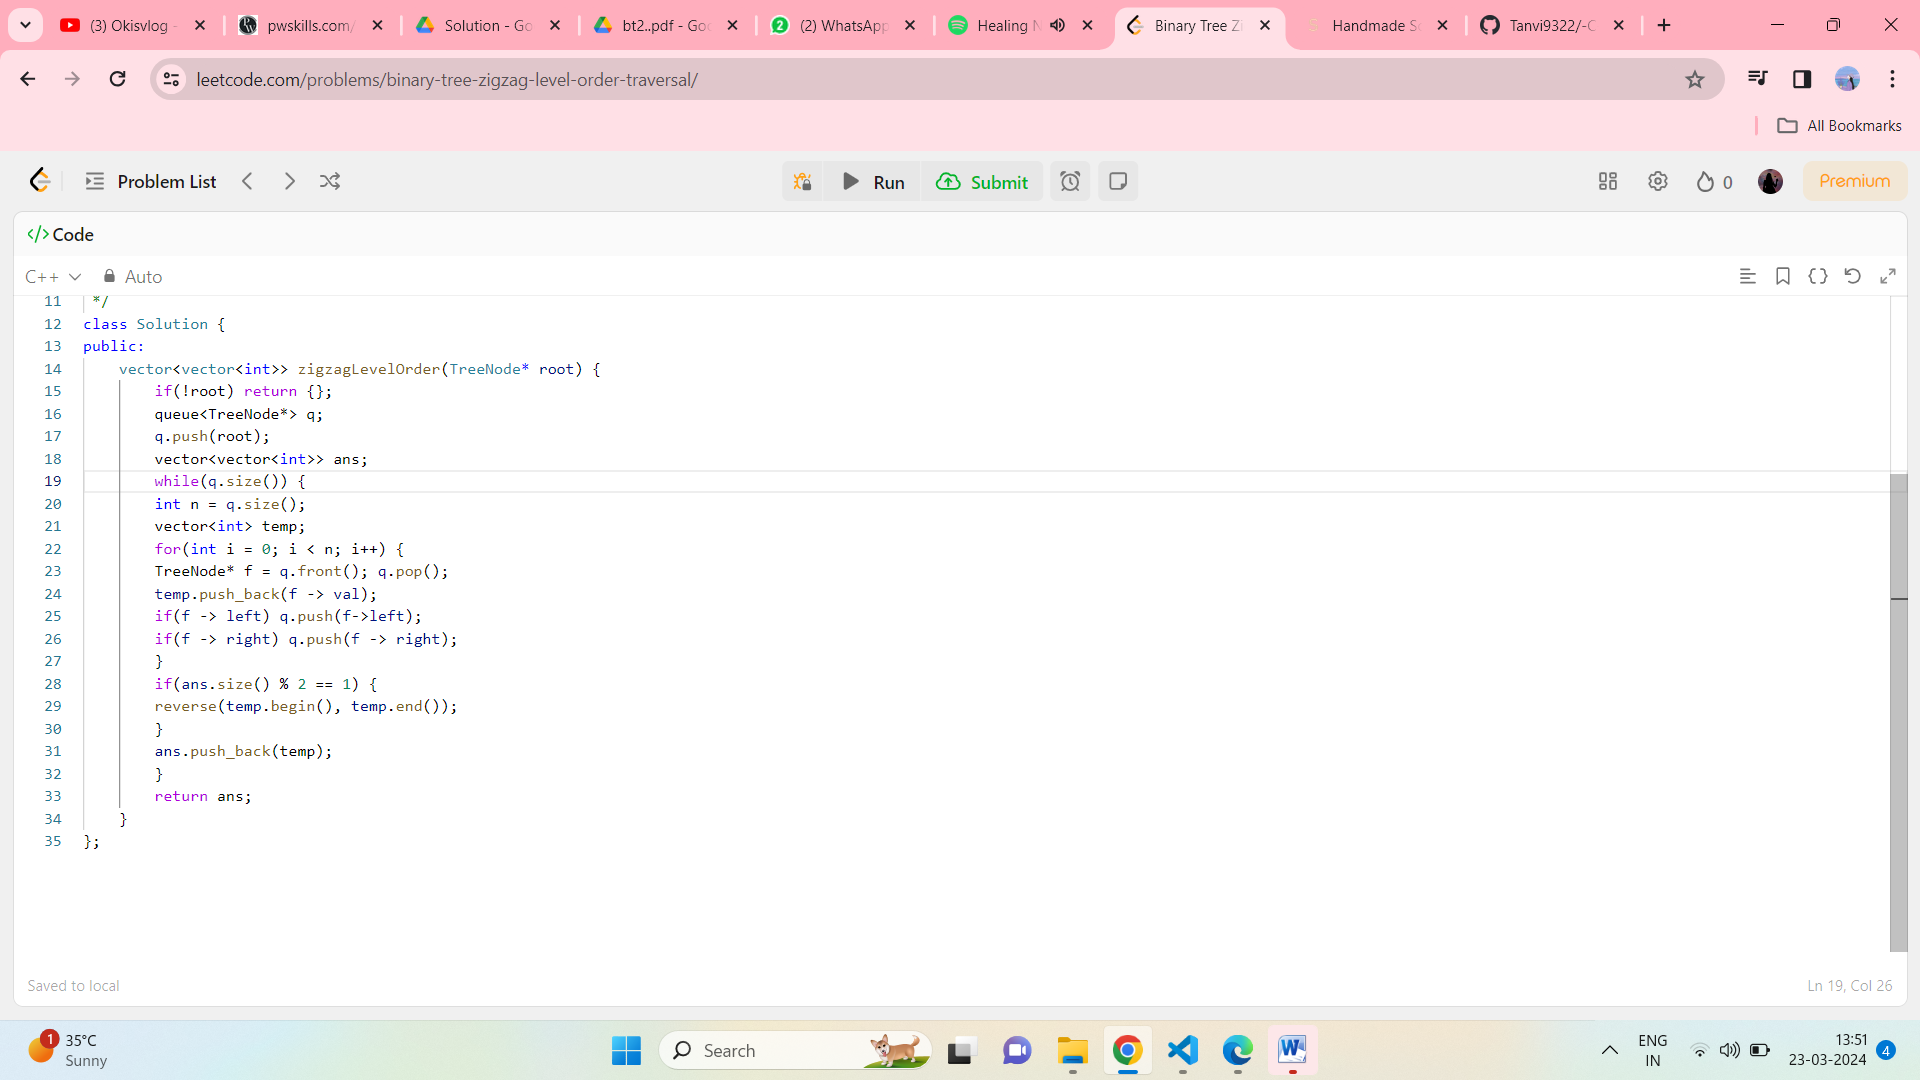 (3) Okisvlog -
pwskills.com/
Solution - Go
bt2..pdf - Goo
(2) WhatsApp
Healing N
Binary Tree Zi
Handmade So
Tanvi9322/-C
leetcode.com/problems/binary-tree-zigzag-level-order-traversal/
All Bookmarks
Problem List
Run
Submit
0
Premium
</> Code
C++
Auto
11 */
12 class Solution {
13 public:
14 vector<vector<int>> zigzagLevelOrder(TreeNode* root) {
15 if(!root) return {};
16 queue<TreeNode*> q;
17 q.push(root);
18 vector<vector<int>> ans;
19 while(q.size()) {
20 int n = q.size();
21 vector<int> temp;
22 for(int i = 0; i < n; i++) {
23 TreeNode* f = q.front(); q.pop();
24 temp.push_back(f -> val);
25 if(f -> left) q.push(f->left);
26 if(f -> right) q.push(f -> right);
27 }
28 if(ans.size() % 2 == 1) {
29 reverse(temp.begin(), temp.end());
30 }
31 ans.push_back(temp);
32 }
33 return ans;
34 }
35 };
Saved to local
Ln 19, Col 26
1
35°C
Sunny
Search
ENG
IN
13:51
23-03-2024
4